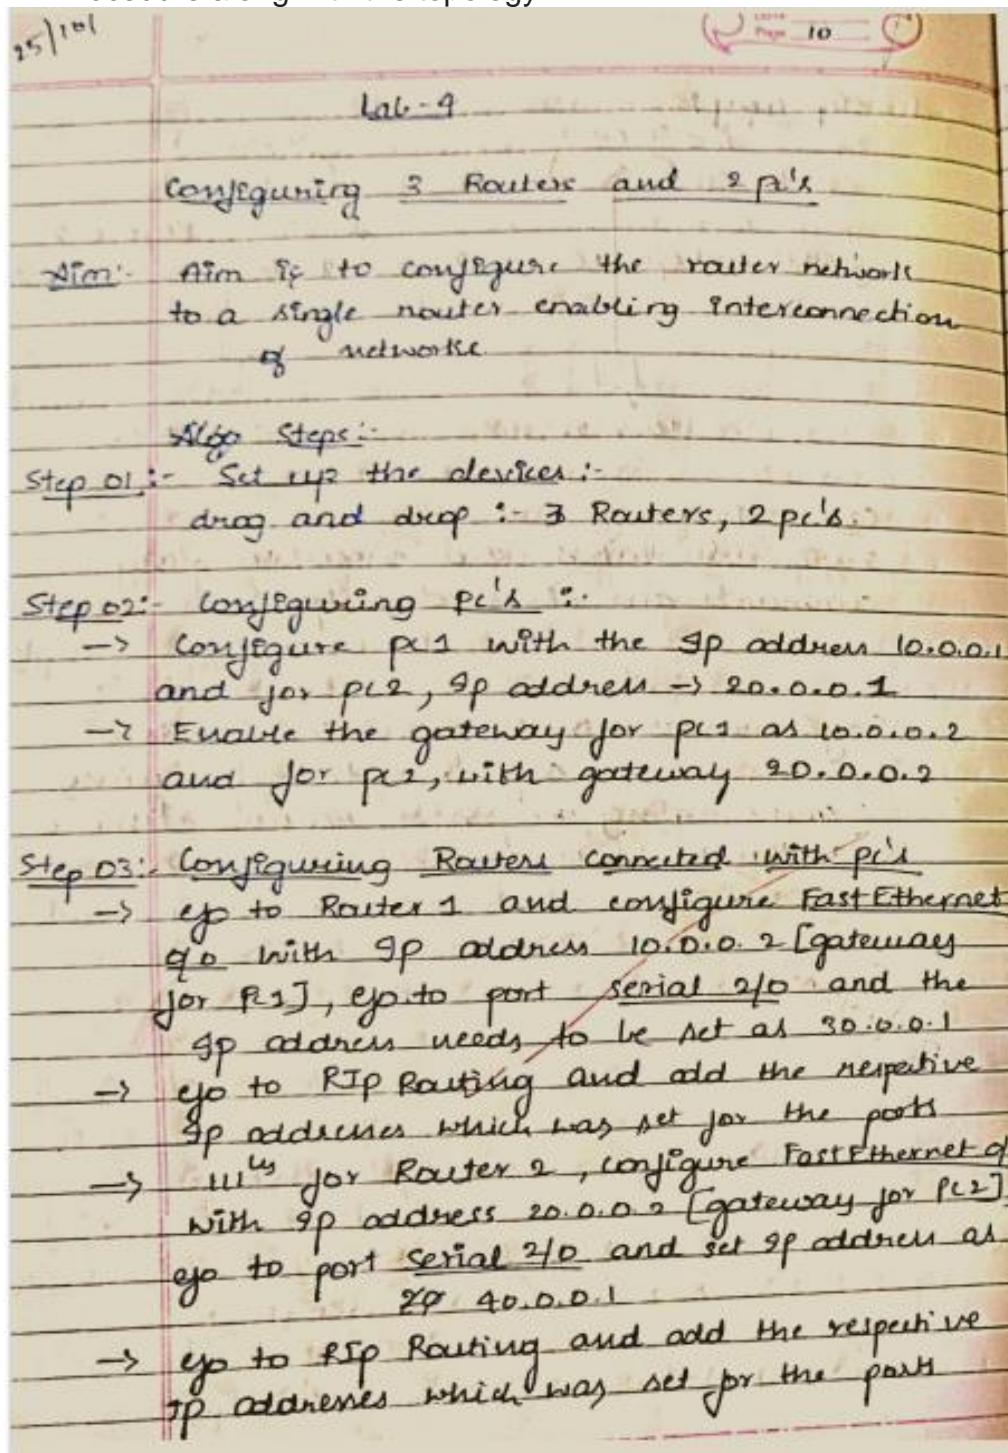 along with the topology
25/10/
Page 10
Lab-4
Configuring 3 Routers and 2 pc's
Aim:- Aim is to configure the router network
to a single router enabling interconnection
of networks
Algo Steps:-
Step 01:- Set up the devices:-
drag and drop :- 3 Routers, 2 pc's.
Step 02:- Configuring pc's :-
-> Configure pc1 with the Ip address 10.0.0.1
and for pc2, Ip address -> 20.0.0.1
-> Enable the gateway for pc1 as 10.0.0.2
and for pc2, with gateway 20.0.0.2
Step 03:- Configuring Routers connected with pc's
-> Go to Router 1 and configure FastEthernet
0/0 with Ip address 10.0.0.2 [gateway
for Pc1], Go to port serial 2/0 and the
Ip address needs to be set as 30.0.0.1
-> Go to RIp Routing and add the respective
Ip addresses which was set for the ports
-> lllly for Router 2, configure FastEthernet 0
with Ip address 20.0.0.2 [gateway for Pc2]
Go to port serial 2/0 and set Ip address as
40.0.0.1
-> Go to RIp Routing and add the respective
Ip addresses which was set for the ports